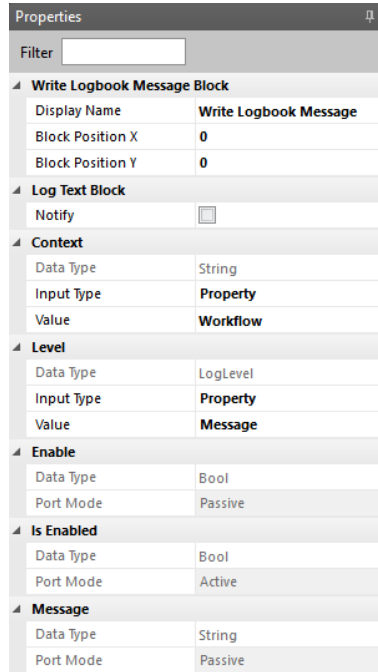 Properties
Filter
Write Logbook Message Block
Display Name Write Logbook Message
Block Position X 0
Block Position Y 0
Log Text Block
Notify
Context
Data Type String
Input Type Property
Value Workflow
Level
Data Type LogLevel
Input Type Property
Value Message
Enable
Data Type Bool
Port Mode Passive
Is Enabled
Data Type Bool
Port Mode Active
Message
Data Type String
Port Mode Passive